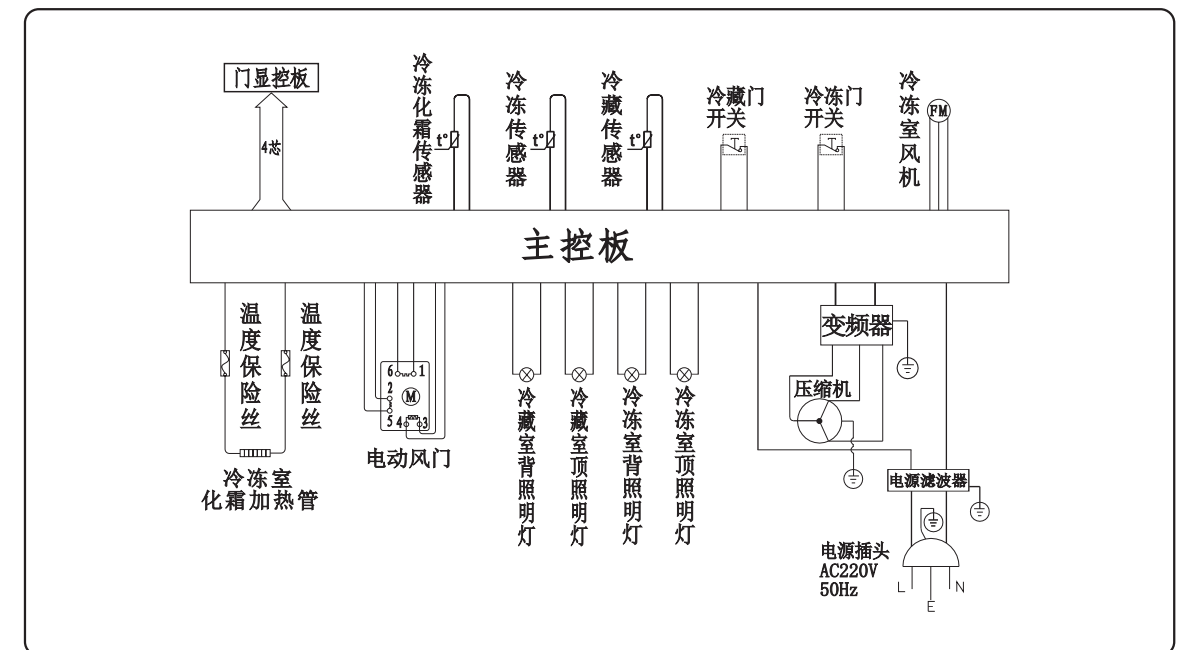 门显控板
4芯
冷冻化霜传感器
t°
冷冻传感器
t°
冷藏传感器
t°
冷藏门
开关
冷冻门
开关
冷冻室风机
FM
主控板
温度保险丝
温度保险丝
冷冻室
化霜加热管
6
1
2
M
5
4
3
电动风门
冷藏室背照明灯
冷藏室顶照明灯
冷冻室背照明灯
冷冻室顶照明灯
变频器
压缩机
电源滤波器
电源插头
AC220V
50Hz
L
E
N